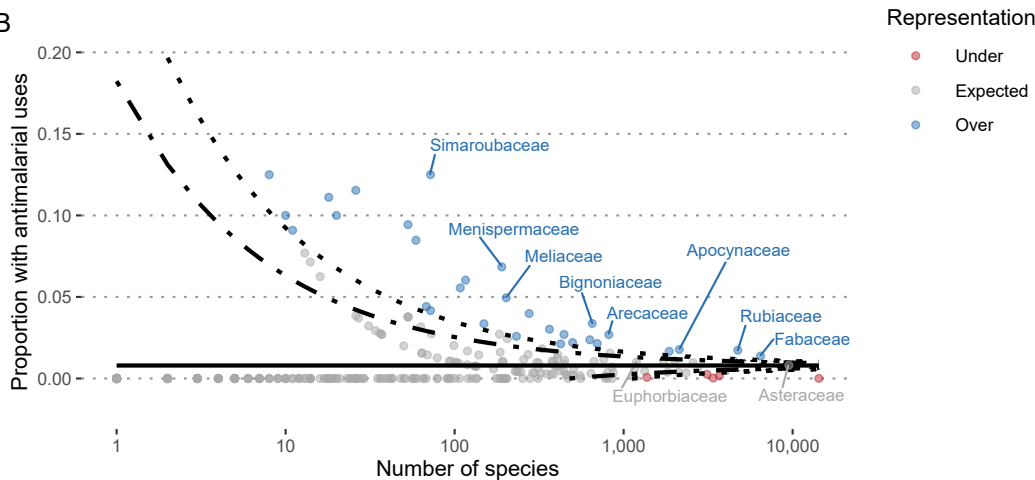 B
Representation
Under
Expected
Over
Proportion with antimalarial uses
0.20
0.15
0.10
0.05
0.00
Simaroubaceae
Menispermaceae
Meliaceae
Apocynaceae
Bignoniaceae
Arecaceae
Rubiaceae
Fabaceae
Euphorbiaceae
Asteraceae
1
10
100
1,000
10,000
Number of species